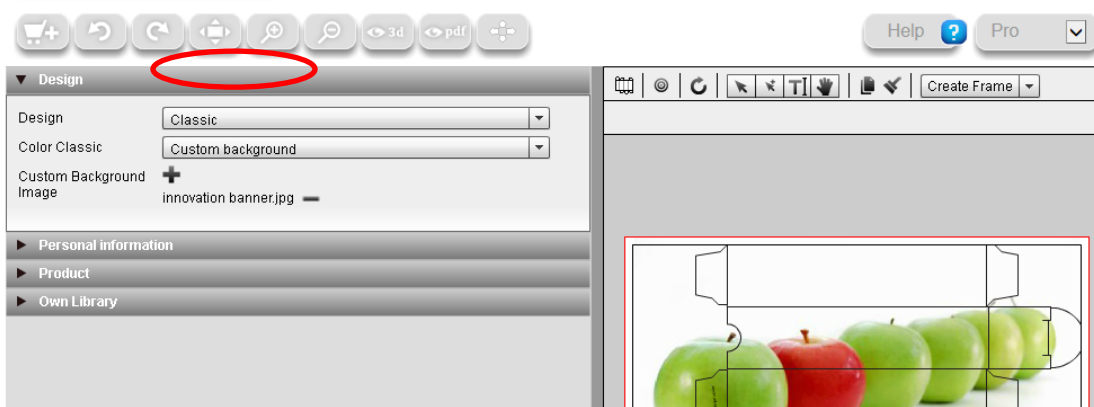 3d
pdf
Help ?
Pro
Design
Design
Classic
Color Classic
Custom background
Custom Background
Image
innovation banner.jpg
Personal information
Product
Own Library
T
Create Frame